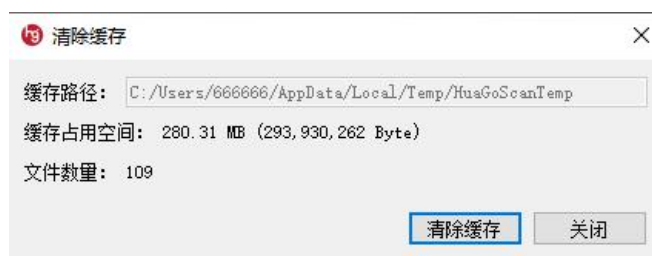 hg 清除缓存
缓存路径： C:/Users/666666/AppData/Local/Temp/HuaGoScanTemp
缓存占用空间： 280.31 MB (293,930,262 Byte)
文件数量： 109
清除缓存 关闭